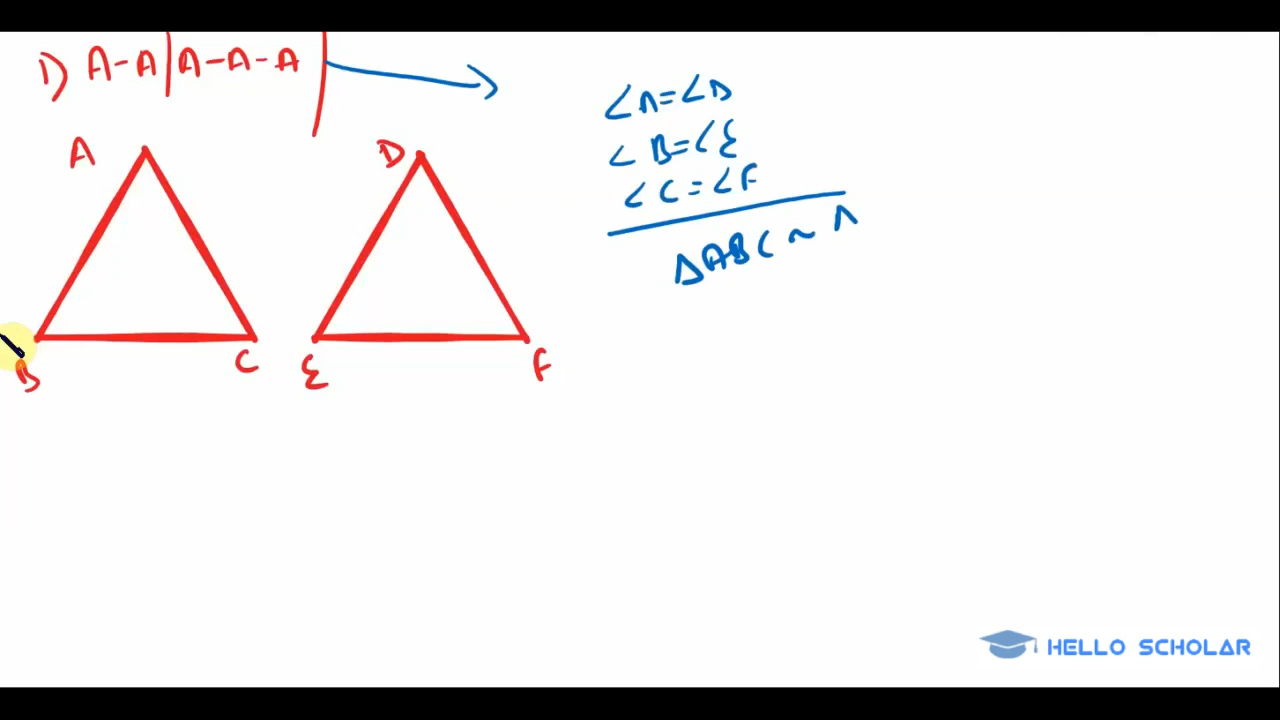 1) A-A | A-A-A
∠A=∠D
∠B=∠E
∠C=∠F
ΔABC ~ Δ
A
D
B
C
E
F
HELLO SCHOLAR